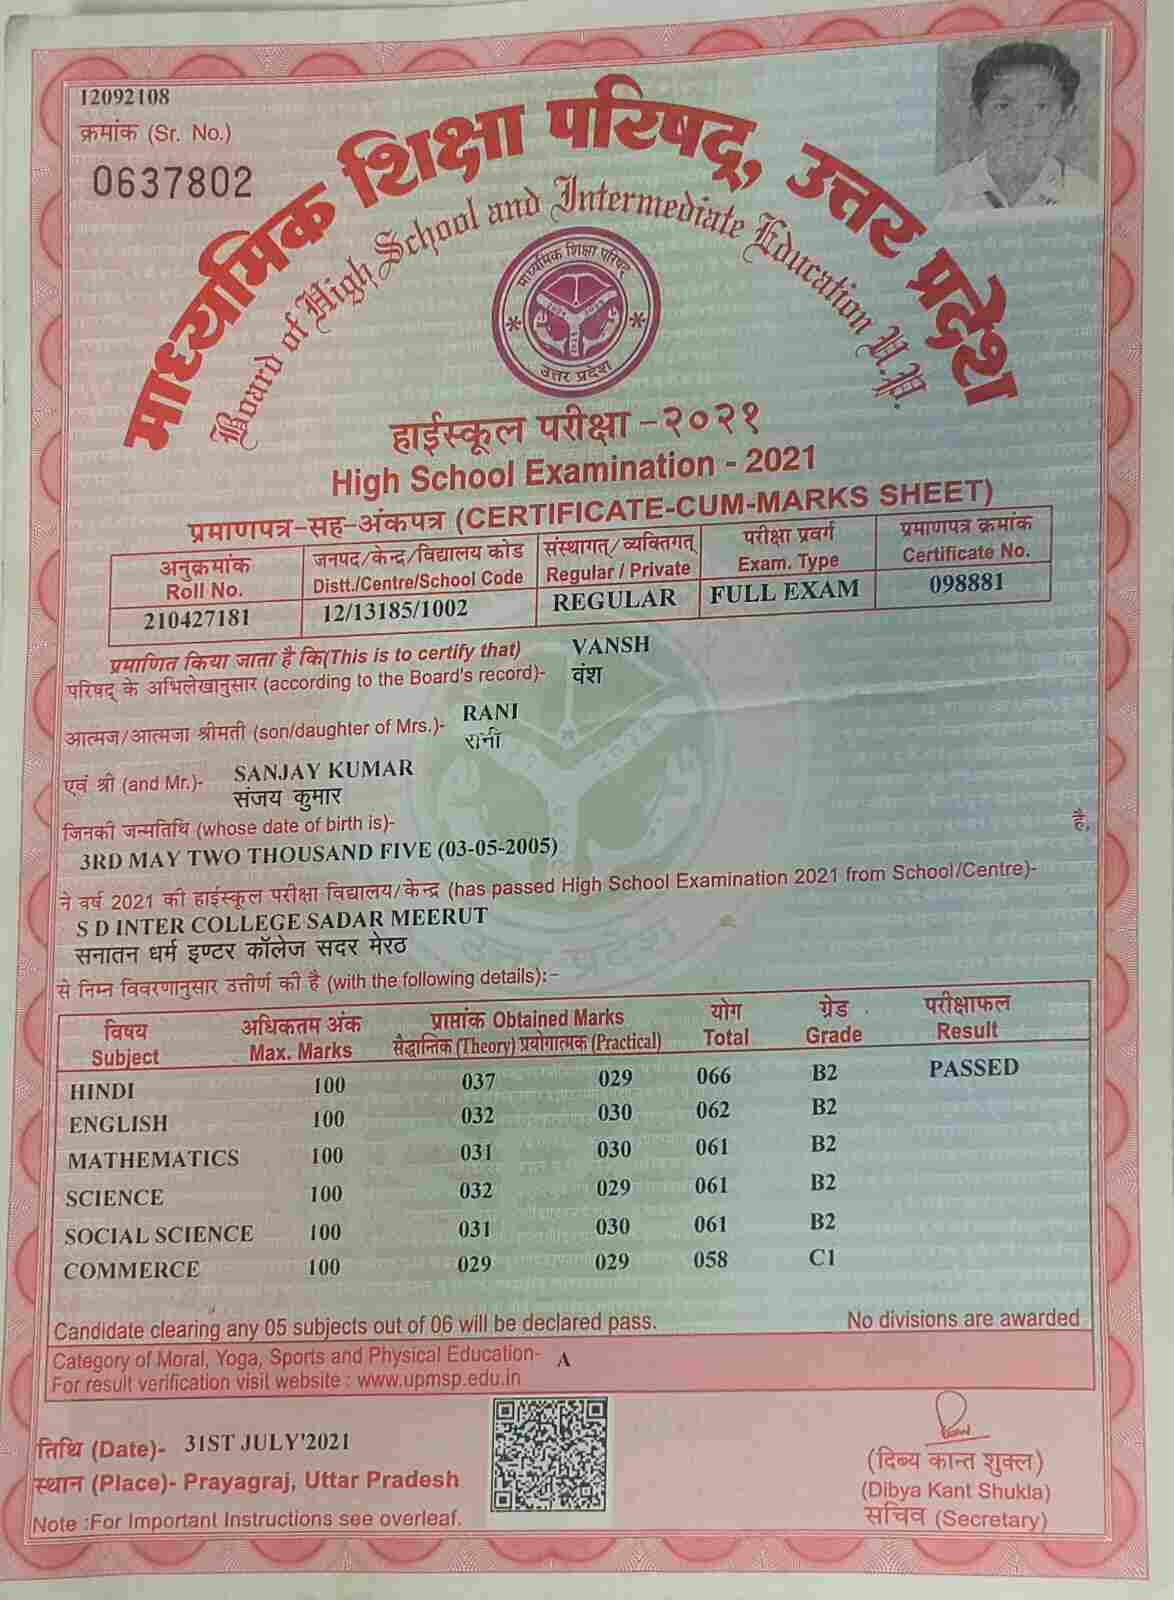 12092108
क्रमांक (Sr. No.)
0637802
माध्यमिक शिक्षा परिषद्, उत्तर प्रदेश
Board of High School and Intermediate Education U.P.
माध्यमिक शिक्षा परिषद्
उत्तर प्रदेश
हाईस्कूल परीक्षा -२०२१
High School Examination - 2021
प्रमाणपत्र-सह-अंकपत्र (CERTIFICATE-CUM-MARKS SHEET)
अनुक्रमांक जनपद/केन्द्र/विद्यालय कोड संस्थागत्/व्यक्तिगत् परीक्षा प्रवर्ग प्रमाणपत्र क्रमांक
Roll No. Distt./Centre/School Code Regular / Private Exam. Type Certificate No.
210427181 12/13185/1002 REGULAR FULL EXAM 098881
प्रमाणित किया जाता है कि(This is to certify that) VANSH
परिषद् के अभिलेखानुसार (according to the Board's record)- वंश
आत्मज/आत्मजा श्रीमती (son/daughter of Mrs.)- RANI
रानी
एवं श्री (and Mr.)- SANJAY KUMAR
संजय कुमार
जिनकी जन्मतिथि (whose date of birth is)-
3RD MAY TWO THOUSAND FIVE (03-05-2005) है,
ने वर्ष 2021 की हाईस्कूल परीक्षा विद्यालय/केन्द्र (has passed High School Examination 2021 from School/Centre)-
S D INTER COLLEGE SADAR MEERUT
सनातन धर्म इण्टर कॉलेज सदर मेरठ
से निम्न विवरणानुसार उत्तीर्ण की है (with the following details):-
विषय अधिकतम अंक प्राप्तांक Obtained Marks योग ग्रेड परीक्षाफल
Subject Max. Marks सैद्धान्तिक (Theory) प्रयोगात्मक (Practical) Total Grade Result
HINDI 100 037 029 066 B2 PASSED
ENGLISH 100 032 030 062 B2
MATHEMATICS 100 031 030 061 B2
SCIENCE 100 032 029 061 B2
SOCIAL SCIENCE 100 031 030 061 B2
COMMERCE 100 029 029 058 C1
Candidate clearing any 05 subjects out of 06 will be declared pass. No divisions are awarded
Category of Moral, Yoga, Sports and Physical Education- A
For result verification visit website : www.upmsp.edu.in
तिथि (Date)- 31ST JULY'2021
स्थान (Place)- Prayagraj, Uttar Pradesh
Note :For Important Instructions see overleaf.
(दिब्य कान्त शुक्ल)
(Dibya Kant Shukla)
सचिव (Secretary)